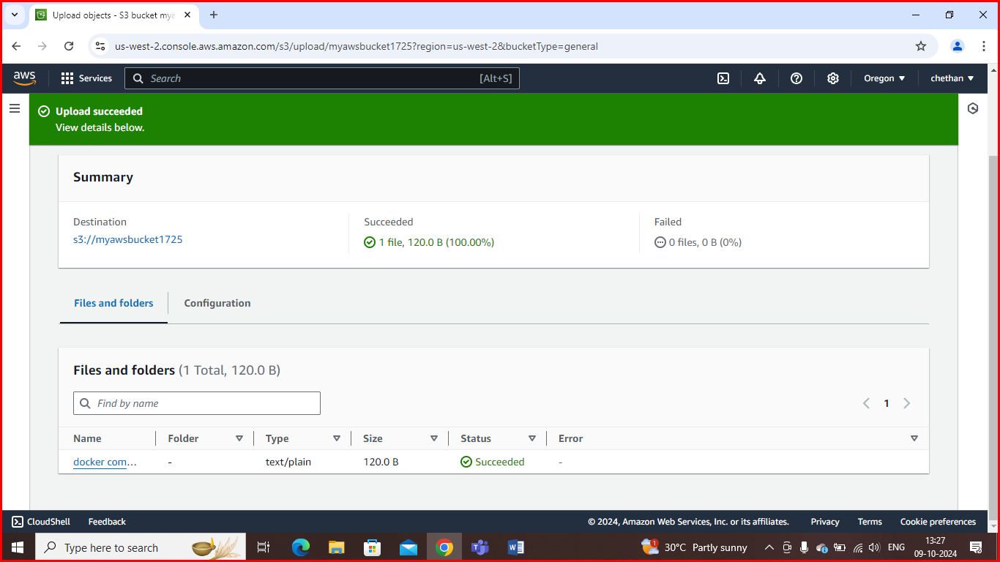 Upload objects - S3 bucket mya
us-west-2.console.aws.amazon.com/s3/upload/myawsbucket1725?region=us-west-2&bucketType=general
aws Services Search [Alt+S] Oregon chethan
Upload succeeded
View details below.
Summary
Destination Succeeded Failed
s3://myawsbucket1725 1 file, 120.0 B (100.00%) 0 files, 0 B (0%)
Files and folders Configuration
Files and folders (1 Total, 120.0 B)
Find by name 1
Name Folder Type Size Status Error
docker com... - text/plain 120.0 B Succeeded -
CloudShell Feedback © 2024, Amazon Web Services, Inc. or its affiliates. Privacy Terms Cookie preferences
Type here to search 1 30°C Partly sunny ENG 13:27
09-10-2024